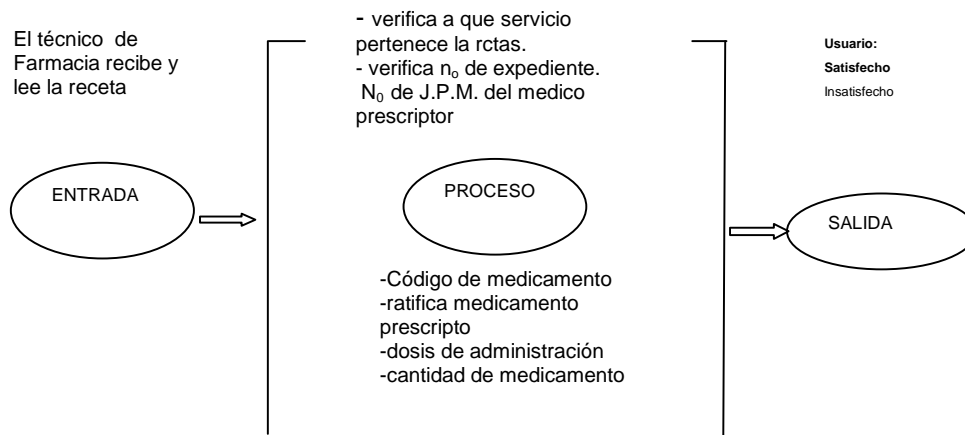 El técnico de
Farmacia recibe y
lee la receta
ENTRADA
- verifica a que servicio
pertenece la rctas.
- verifica nₒ de expediente.
N₀ de J.P.M. del medico
prescriptor
PROCESO
-Código de medicamento
-ratifica medicamento
prescripto
-dosis de administración
-cantidad de medicamento
Usuario:
Satisfecho
Insatisfecho
SALIDA